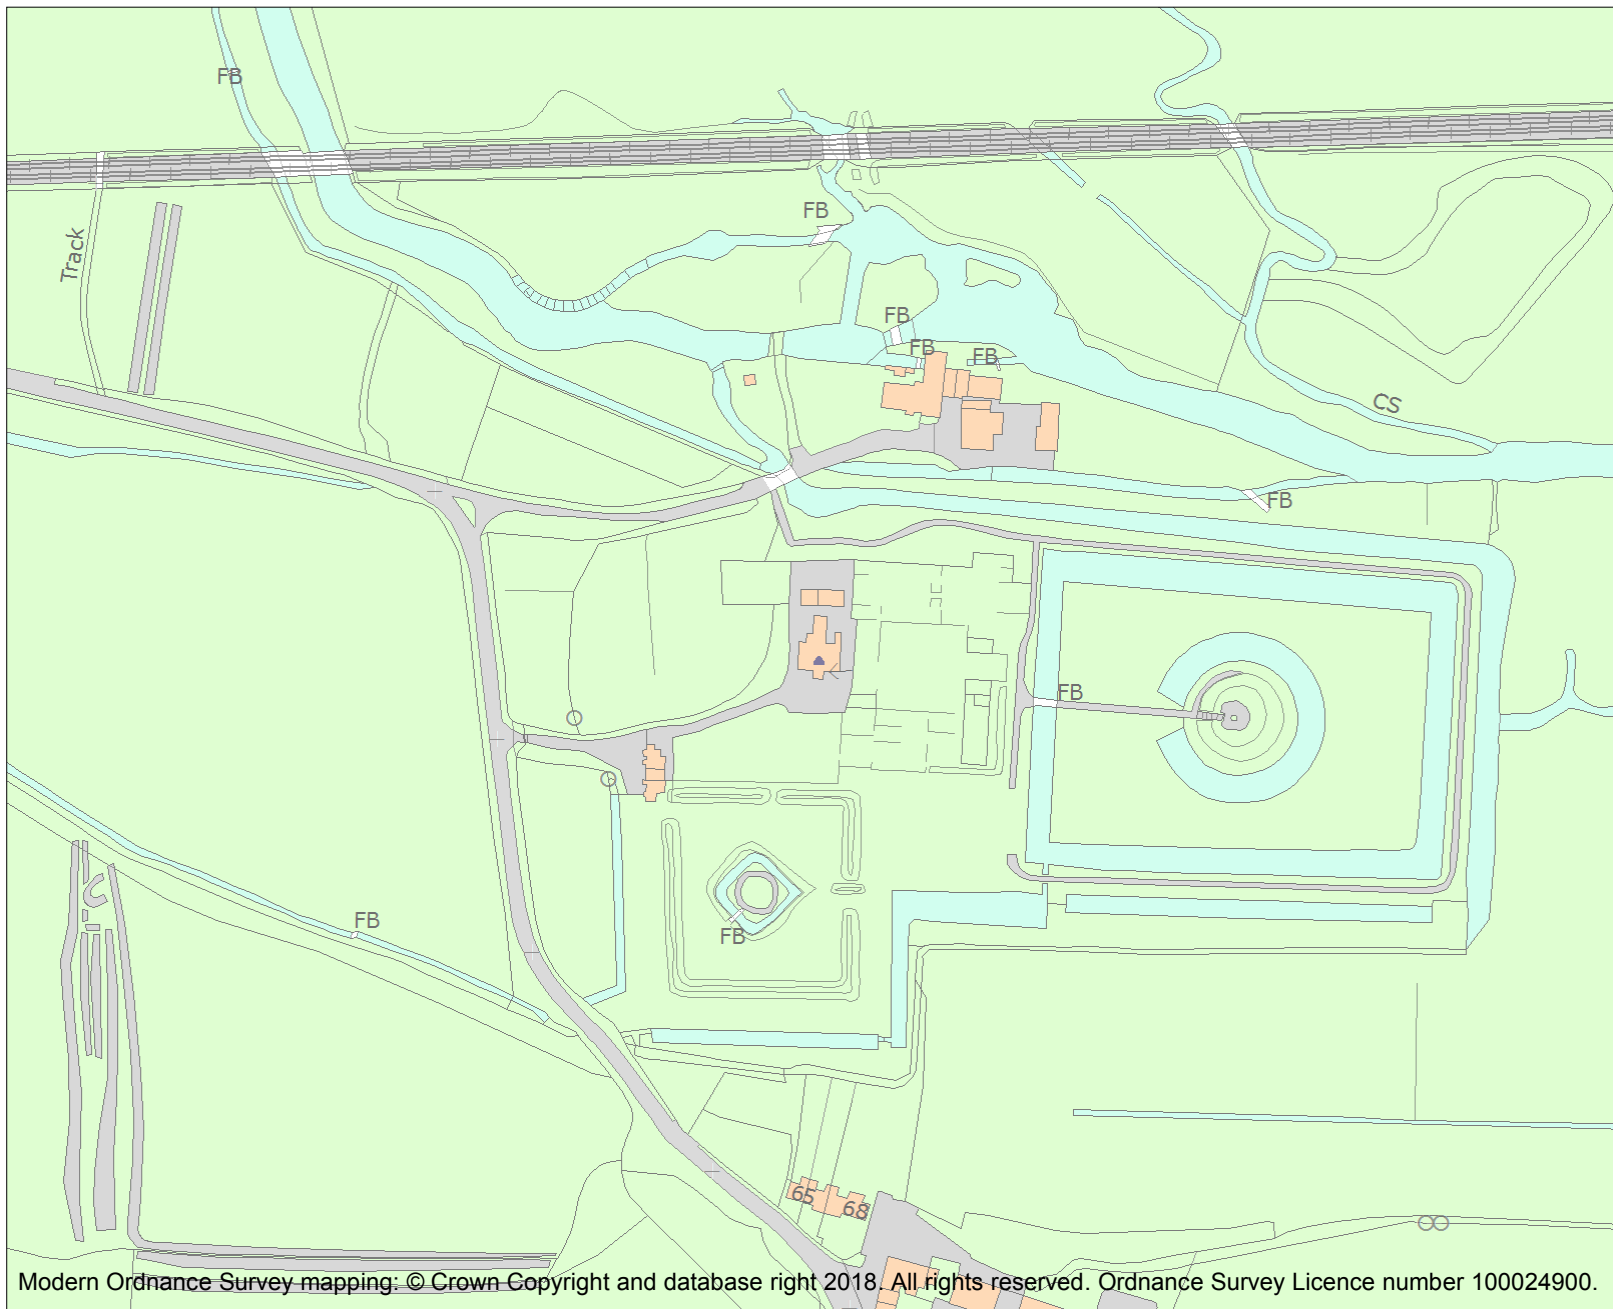 FB
FB
Track
FB
FB
FB
CS
FB
FB
FB
FB
65
68
Modern Ordnance Survey mapping: © Crown Copyright and database right 2018. All rights reserved. Ordnance Survey Licence number 100024900.